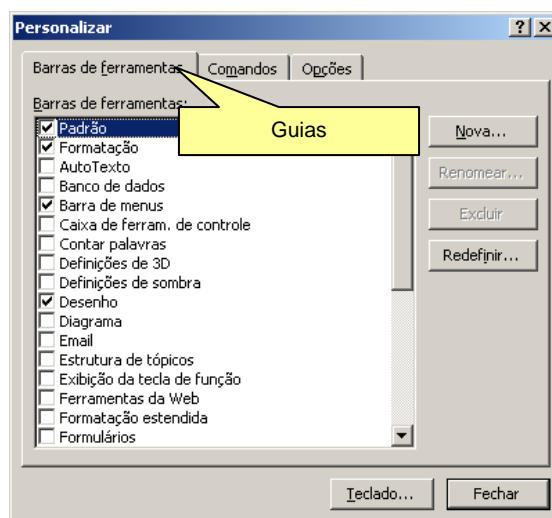 Personalizar
Barras de ferramentas Comandos Opções
Barras de ferramentas:
Guias
Padrão
Formatação
AutoTexto
Banco de dados
Barra de menus
Caixa de ferram. de controle
Contar palavras
Definições de 3D
Definições de sombra
Desenho
Diagrama
Email
Estrutura de tópicos
Exibição da tecla de função
Ferramentas da Web
Formatação estendida
Formulários
Nova...
Renomear...
Excluir
Redefinir...
Teclado... Fechar